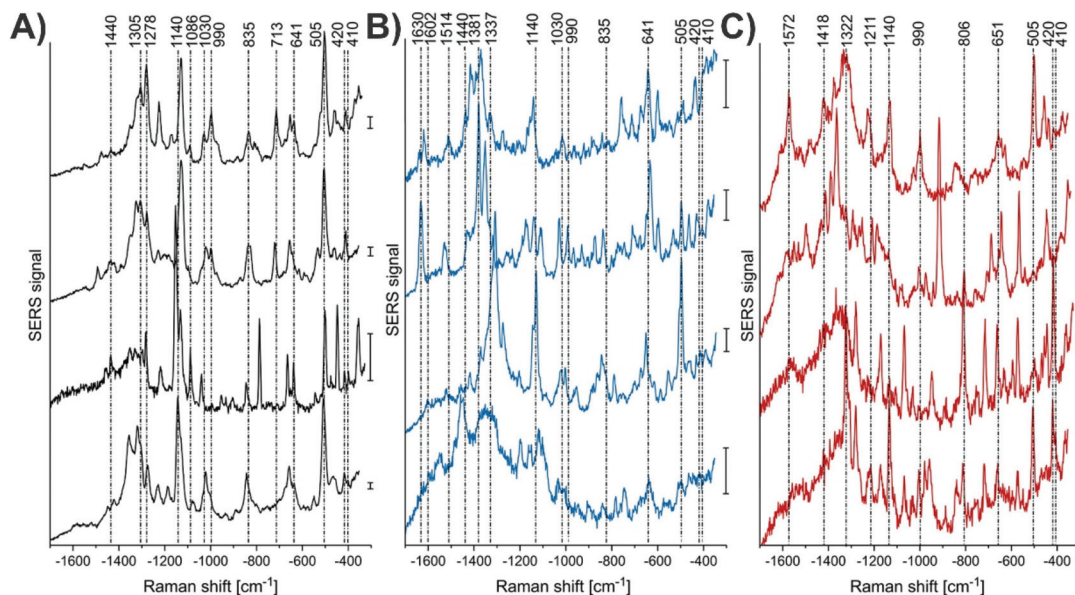 A)
1440 1305 1278 1140 1086 1030 990 835 713 641 505 420 410
SERS signal
-1600 -1400 -1200 -1000 -800 -600 -400
Raman shift [cm⁻¹]
B)
1630 1602 1514 1440 1381 1337 1140 1030 990 835 641 505 420 410
SERS signal
-1600 -1400 -1200 -1000 -800 -600 -400
Raman shift [cm⁻¹]
C)
1572 1418 1322 1211 1140 990 806 651 505 420 410
SERS signal
-1600 -1400 -1200 -1000 -800 -600 -400
Raman shift [cm⁻¹]